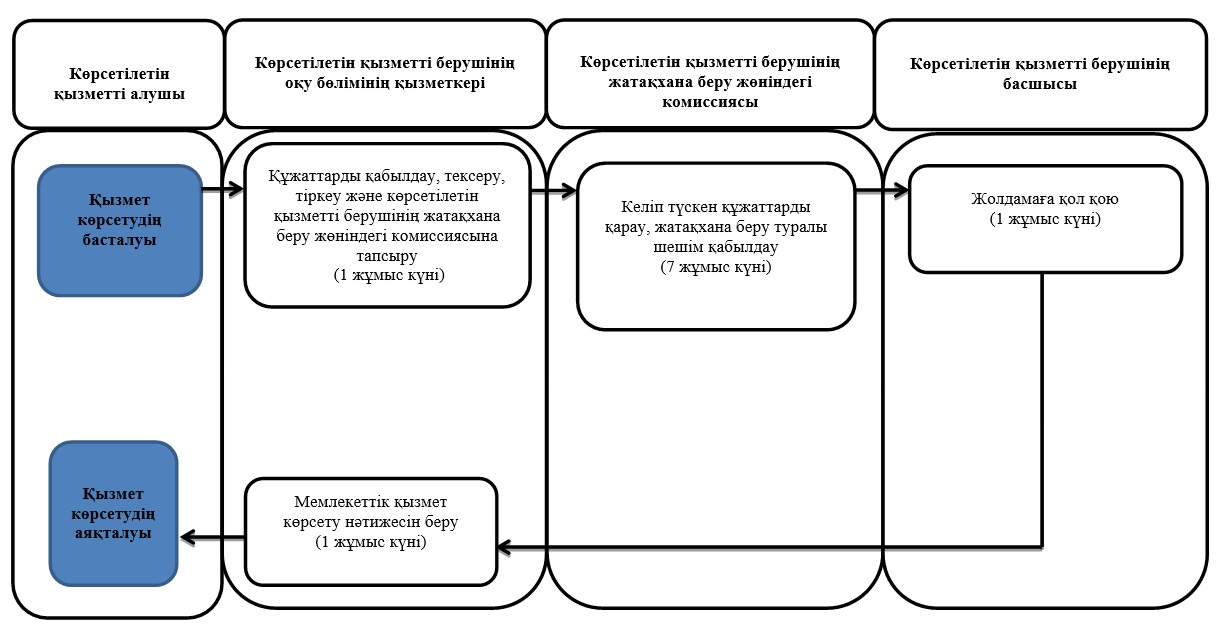 Көрсетілетін
қызметті алушы
Көрсетілетін қызметті берушінің
оқу бөлімінің қызметкері
Көрсетілетін қызметті берушінің
жатақхана беру жөніндегі
комиссиясы
Көрсетілетін қызметті берушінің
басшысы
Қызмет
көрсетудің
басталуы
Құжаттарды қабылдау, тексеру,
тіркеу және көрсетілетін
қызметті берушінің жатақхана
беру жөніндегі комиссиясына
тапсыру
(1 жұмыс күні)
Келіп түскен құжаттарды
қарау, жатақхана беру туралы
шешім қабылдау
(7 жұмыс күні)
Жолдамаға қол қою
(1 жұмыс күні)
Қызмет
көрсетудің
аяқталуы
Мемлекеттік қызмет
көрсету нәтижесін беру
(1 жұмыс күні)